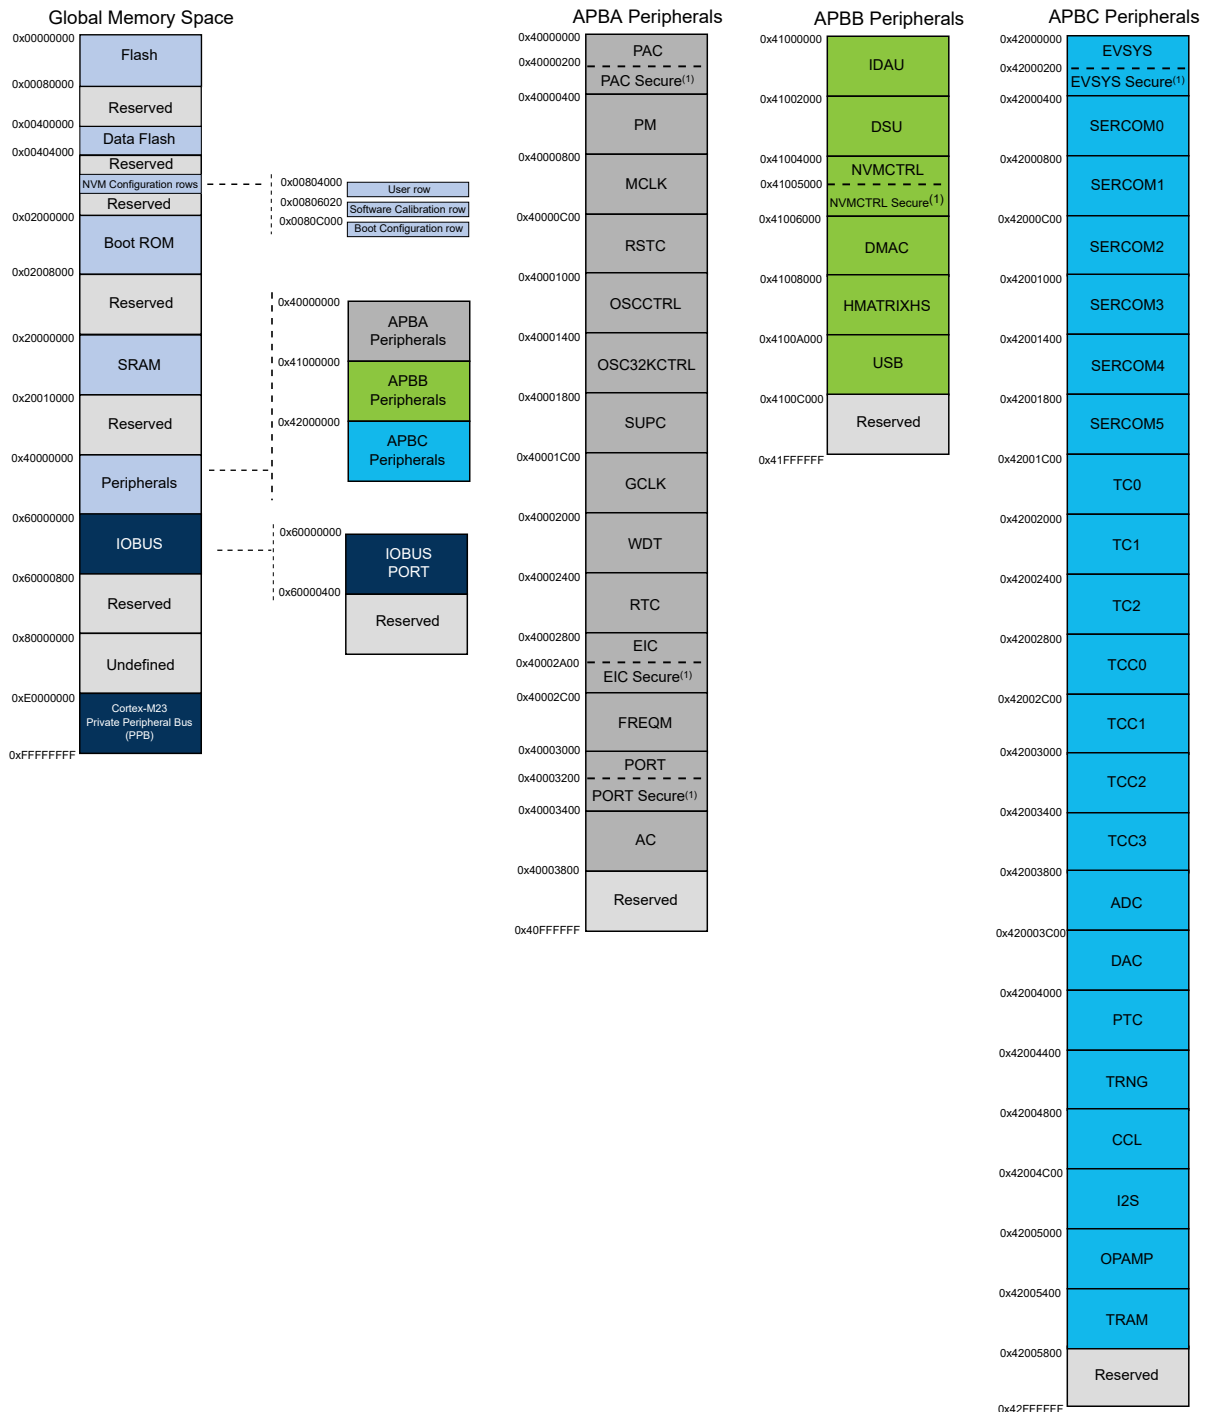 Global Memory Space
0x00000000
Flash
0x00080000
Reserved
0x00400000
Data Flash
0x00404000
Reserved
NVM Configuration rows
Reserved
0x02000000
Boot ROM
0x02008000
Reserved
0x20000000
SRAM
0x20010000
Reserved
0x40000000
Peripherals
0x60000000
IOBUS
0x60000800
Reserved
0x80000000
Undefined
0xE0000000
Cortex-M23
Private Peripheral Bus
(PPB)
0xFFFFFFFF
0x00804000
User row
0x00806020
Software Calibration row
0x0080C000
Boot Configuration row
0x40000000
APBA
Peripherals
0x41000000
APBB
Peripherals
0x42000000
APBC
Peripherals
0x60000000
IOBUS
PORT
0x60000400
Reserved
APBA Peripherals
0x40000000
PAC
0x40000200
PAC Secure(1)
0x40000400
PM
0x40000800
MCLK
0x40000C00
RSTC
0x40001000
OSCCTRL
0x40001400
OSC32KCTRL
0x40001800
SUPC
0x40001C00
GCLK
0x40002000
WDT
0x40002400
RTC
0x40002800
EIC
0x40002A00
EIC Secure(1)
0x40002C00
FREQM
0x40003000
PORT
0x40003200
PORT Secure(1)
0x40003400
AC
0x40003800
Reserved
0x40FFFFFF
APBB Peripherals
0x41000000
IDAU
0x41002000
DSU
0x41004000
NVMCTRL
0x41005000
NVMCTRL Secure(1)
0x41006000
DMAC
0x41008000
HMATRIXHS
0x4100A000
USB
0x4100C000
Reserved
0x41FFFFFF
APBC Peripherals
0x42000000
EVSYS
0x42000200
EVSYS Secure(1)
0x42000400
SERCOM0
0x42000800
SERCOM1
0x42000C00
SERCOM2
0x42001000
SERCOM3
0x42001400
SERCOM4
0x42001800
SERCOM5
0x42001C00
TC0
0x42002000
TC1
0x42002400
TC2
0x42002800
TCC0
0x42002C00
TCC1
0x42003000
TCC2
0x42003400
TCC3
0x42003800
ADC
0x420003C00
DAC
0x42004000
PTC
0x42004400
TRNG
0x42004800
CCL
0x42004C00
I2S
0x42005000
OPAMP
0x42005400
TRAM
0x42005800
Reserved
0x42FFFFFF